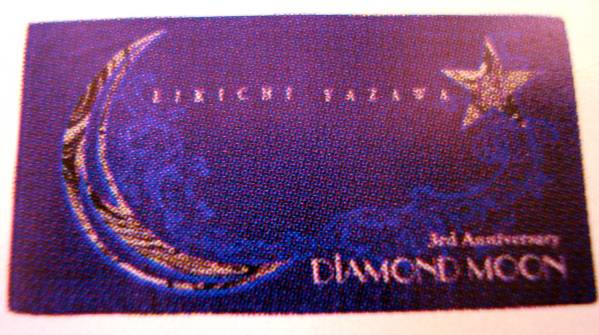 EIKICHI YAZAWA
3rd Anniversary
DIAMOND MOON